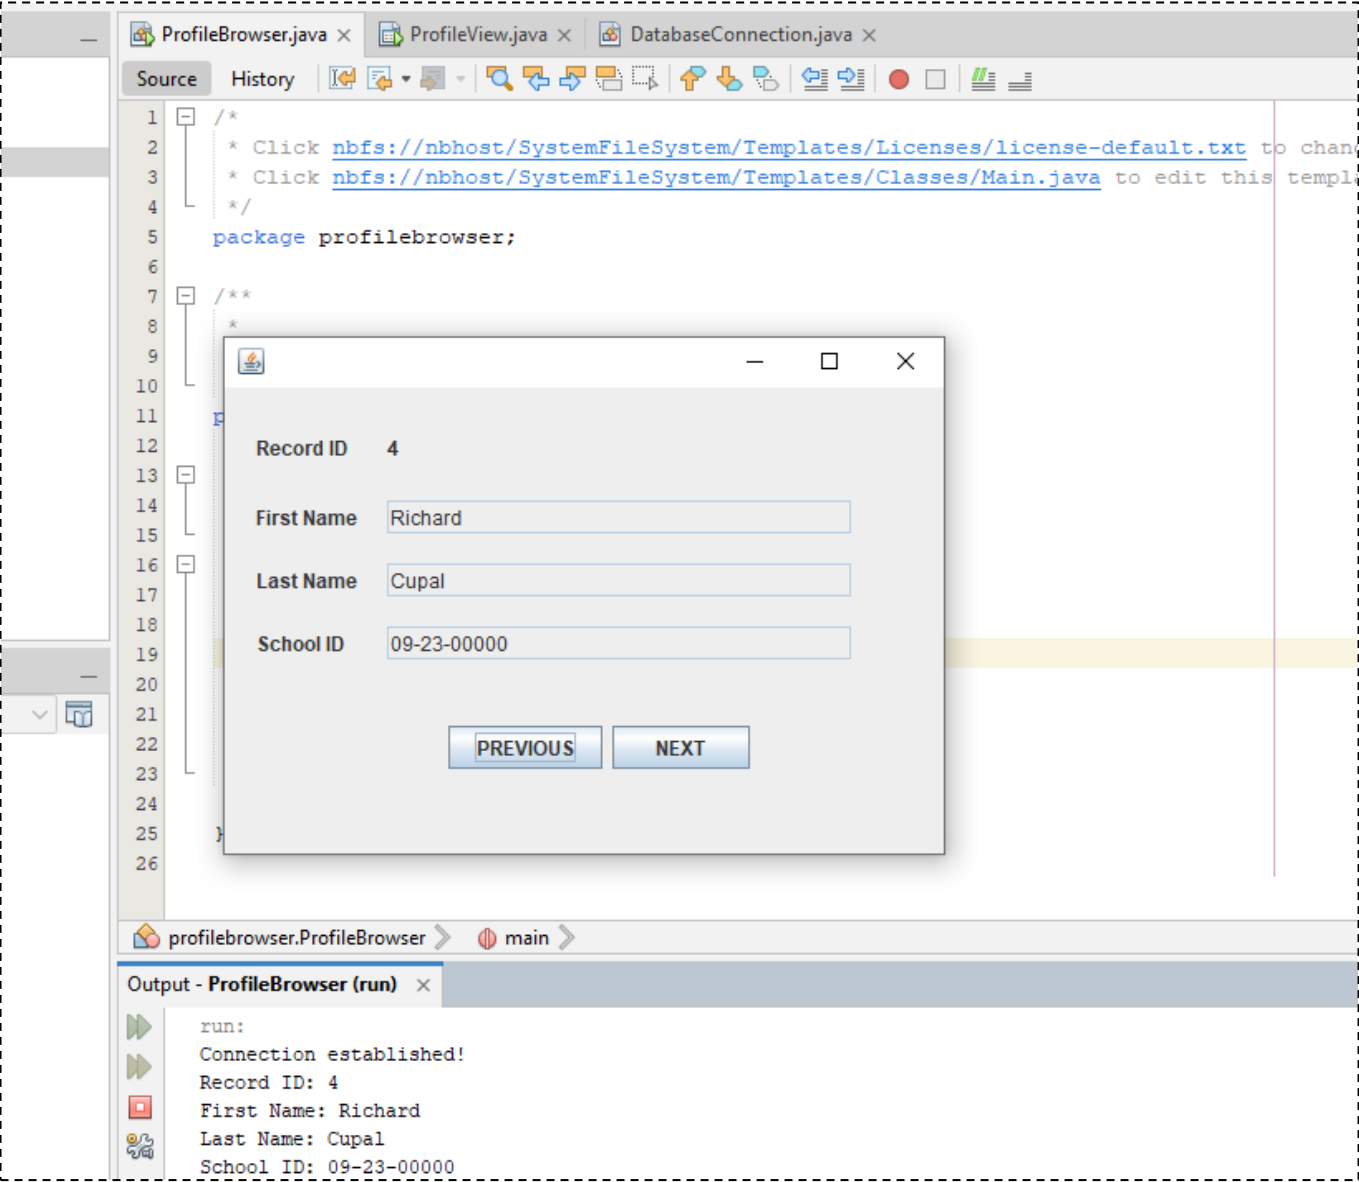 ProfileBrowser.java × ProfileView.java × DatabaseConnection.java ×
Source History
1 /*
2 * Click nbfs://nbhost/SystemFileSystem/Templates/Licenses/license-default.txt to chang
3 * Click nbfs://nbhost/SystemFileSystem/Templates/Classes/Main.java to edit this templa
4 */
5 package profilebrowser;
6
7 /**
8 *
9
10
11 p
12
13
14
15
16
17
18
19
20
21
22
23
24
25 }
26
Record ID 4
First Name Richard
Last Name Cupal
School ID 09-23-00000
PREVIOUS NEXT
profilebrowser.ProfileBrowser main
Output - ProfileBrowser (run) ×
run:
Connection established!
Record ID: 4
First Name: Richard
Last Name: Cupal
School ID: 09-23-00000